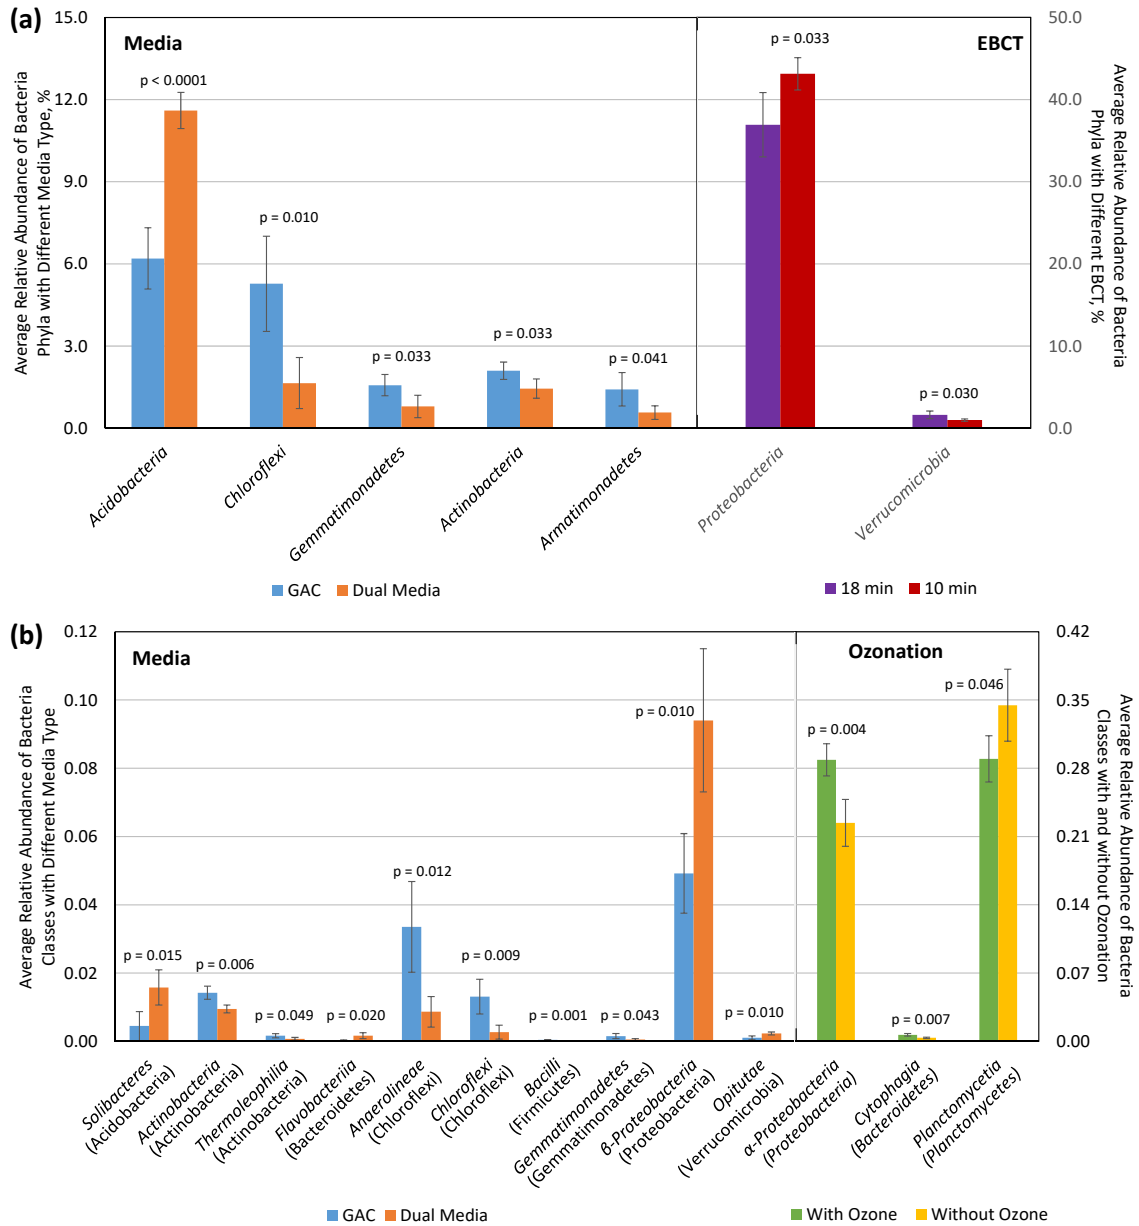 (a)
Media
EBCT
Average Relative Abundance of Bacteria
Phyla with Different Media Type, %
15.0
12.0
9.0
6.0
3.0
0.0
p < 0.0001
p = 0.010
p = 0.033
p = 0.033
p = 0.041
p = 0.033
p = 0.030
50.0
40.0
30.0
20.0
10.0
0.0
Average Relative Abundance of Bacteria
Phyla with Different EBCT, %
Acidobacteria
Chloroflexi
Gemmatimonadetes
Actinobacteria
Armatimonadetes
Proteobacteria
Verrucomicrobia
GAC Dual Media
18 min 10 min
(b)
Media
Ozonation
Average Relative Abundance of Bacteria
Classes with Different Media Type
0.12
0.10
0.08
0.06
0.04
0.02
0.00
p = 0.015
p = 0.006
p = 0.049
p = 0.020
p = 0.012
p = 0.009
p = 0.001
p = 0.043
p = 0.010
p = 0.010
p = 0.004
p = 0.007
p = 0.046
0.42
0.35
0.28
0.21
0.14
0.07
0.00
Average Relative Abundance of Bacteria
Classes with and without Ozonation
Solibacteres
(Acidobacteria)
Actinobacteria
(Actinobacteria)
Thermoleophilia
(Actinobacteria)
Flavobacteriia
(Bacteroidetes)
Anaerolineae
(Chloroflexi)
Chloroflexi
(Chloroflexi)
Bacilli
(Firmicutes)
Gemmatimonadetes
(Gemmatimonadetes)
β-Proteobacteria
(Proteobacteria)
Opitutae
(Verrucomicrobia)
α-Proteobacteria
(Proteobacteria)
Cytophagia
(Bacteroidetes)
Planctomycetia
(Planctomycetes)
GAC Dual Media
With Ozone Without Ozone